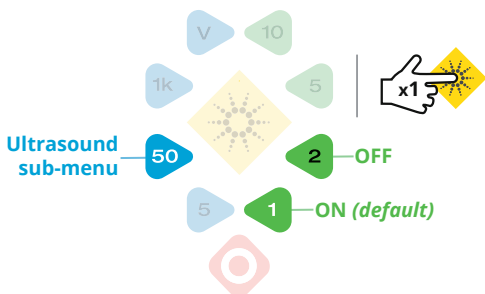 V 10
1k 5
x1
Ultrasound
sub-menu
50 2 OFF
5 1 ON (default)